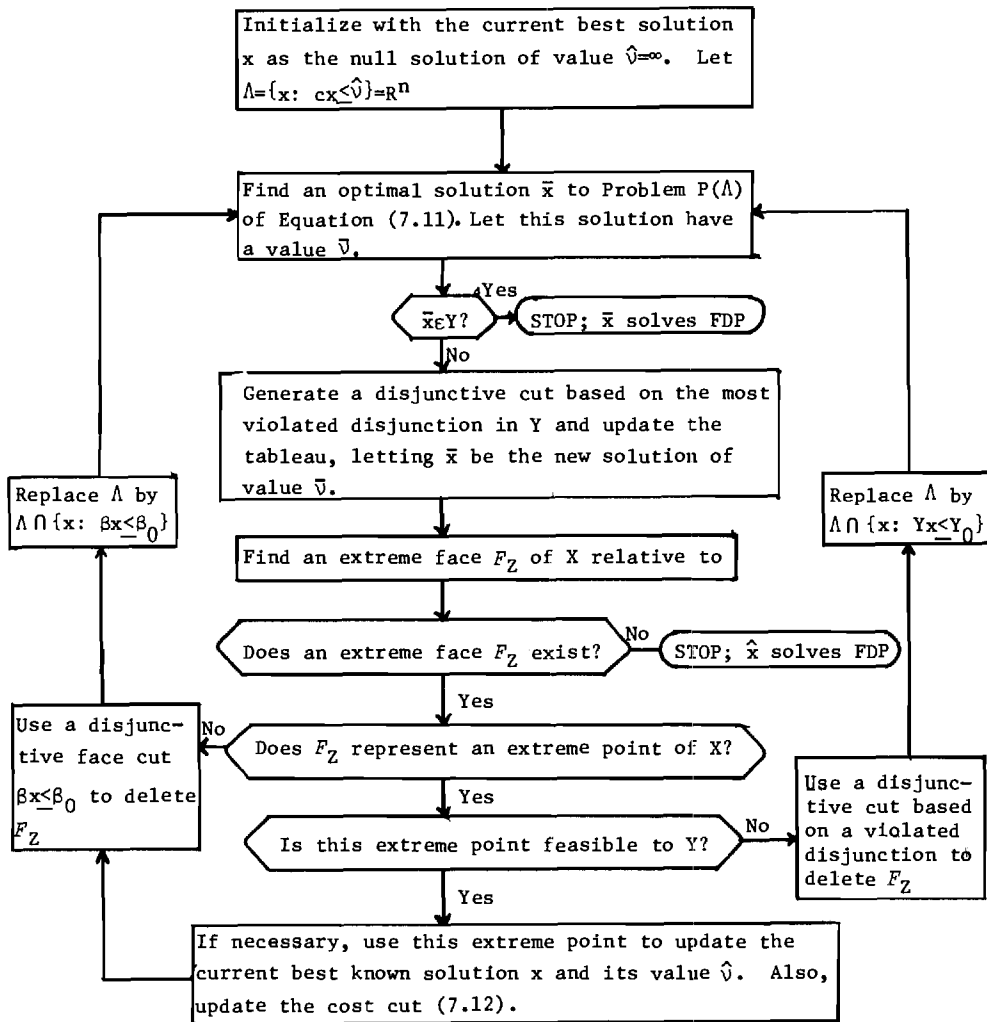 Initialize with the current best solution
x as the null solution of value ν̂=∞. Let
Λ={x: cx≤ν̂}=Rⁿ
Find an optimal solution x̄ to Problem P(Λ)
of Equation (7.11). Let this solution have
a value ν̄.
x̄εY?
Yes
STOP; x̄ solves FDP
No
Generate a disjunctive cut based on the most
violated disjunction in Y and update the
tableau, letting x̄ be the new solution of
value ν̄.
Replace Λ by
Λ∩{x: βx≤β₀}
Replace Λ by
Λ∩{x: Yx≤Y₀}
Find an extreme face F_Z of X relative to
Does an extreme face F_Z exist?
No
STOP; x̂ solves FDP
Yes
Use a disjunc-
tive face cut
βx≤β₀ to delete
F_Z
No
Does F_Z represent an extreme point of X?
Yes
Is this extreme point feasible to Y?
No
Use a disjunc-
tive cut based
on a violated
disjunction to
delete F_Z
Yes
If necessary, use this extreme point to update the
current best known solution x and its value ν̂. Also,
update the cost cut (7.12).